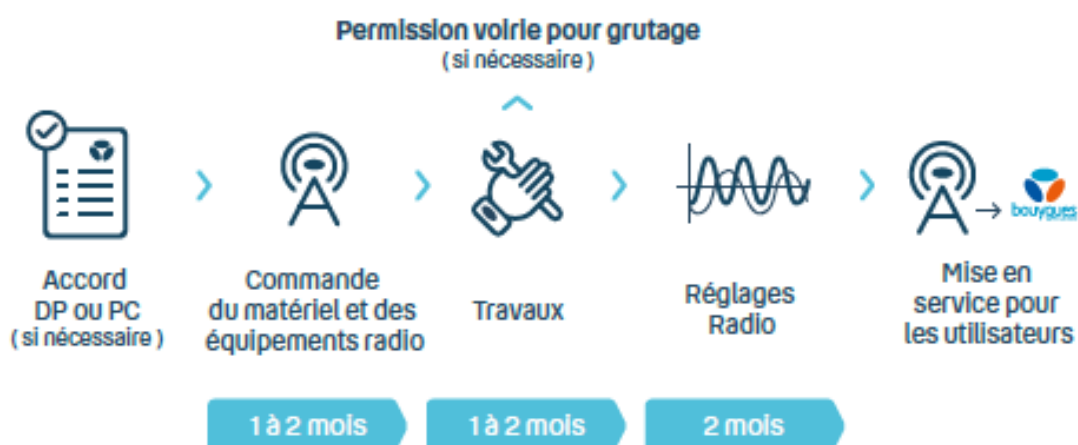 Permission voirie pour grutage
( si nécessaire )
Accord
DP ou PC
( si nécessaire )
Commande
du matériel et des
équipements radio
Travaux
Réglages
Radio
bouygues
Mise en
service pour
les utilisateurs
1 à 2 mois
1 à 2 mois
2 mois